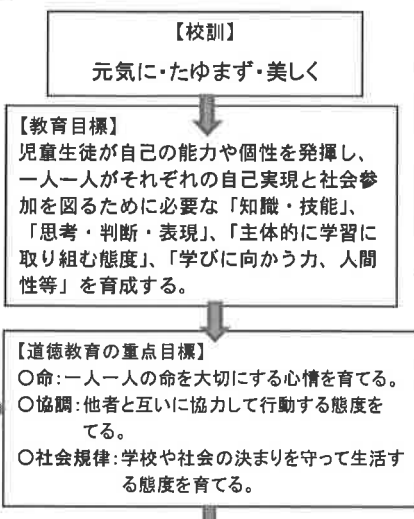 【校訓】
元気に・たゆまず・美しく
【教育目標】
児童生徒が自己の能力や個性を発揮し、
一人一人がそれぞれの自己実現と社会参
加を図るために必要な「知識・技能」、
「思考・判断・表現」、「主体的に学習に
取り組む態度」、「学びに向かう力、人間
性等」を育成する。
【道徳教育の重点目標】
○命:一人一人の命を大切にする心情を育てる。
○協調:他者と互いに協力して行動する態度を
てる。
○社会規律:学校や社会の決まりを守って生活す
る態度を育てる。